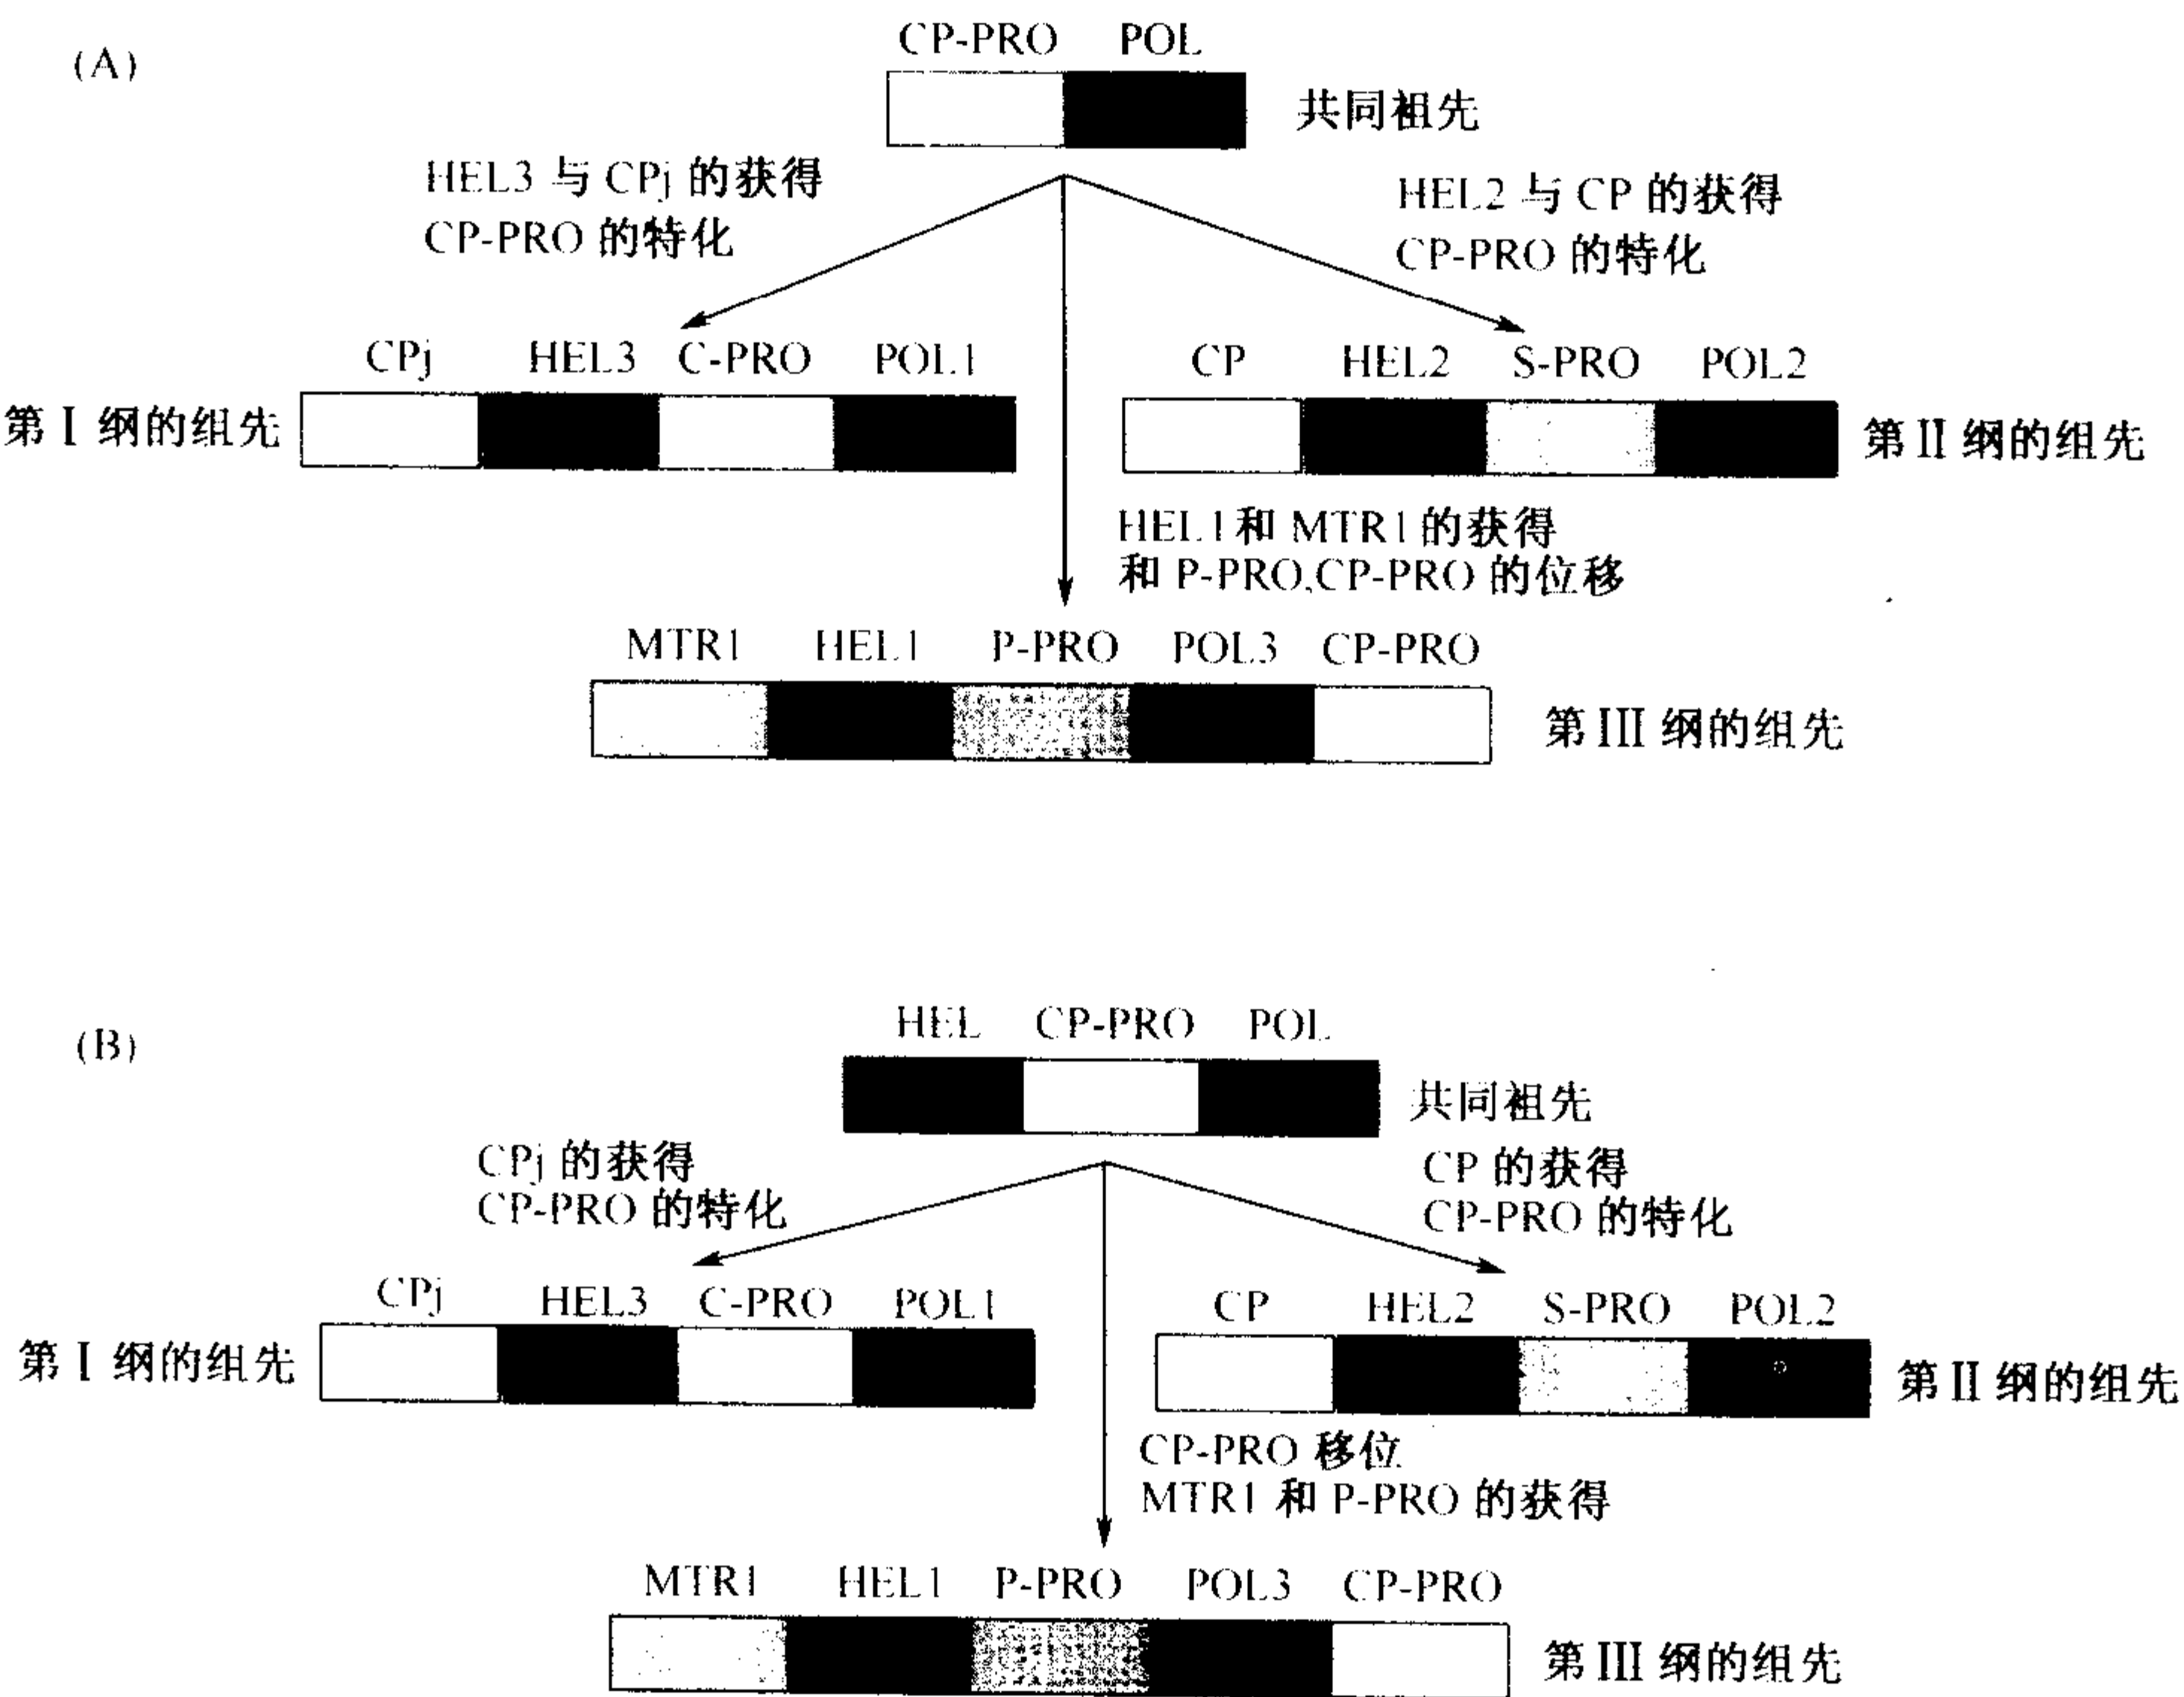 (A)
CP-PRO POL
共同祖先
HEL3 与 CPj 的获得
CP-PRO 的特化
HEL2 与 CP 的获得
CP-PRO 的特化
CPj HEL3 C-PRO POL1
第 I 纲的组先
CP HEL2 S-PRO POL2
第 II 纲的组先
HEL1和 MTR1 的获得
和 P-PRO,CP-PRO 的位移
MTR1 HEL1 P-PRO POL3 CP-PRO
第 III 纲的组先
(B)
HEL CP-PRO POL
共同祖先
CPj 的获得
CP-PRO 的特化
CP 的获得
CP-PRO 的特化
CPj HEL3 C-PRO POL1
第 I 纲的组先
CP HEL2 S-PRO POL2
第 II 纲的组先
CP-PRO 移位
MTR1 和 P-PRO 的获得
MTR1 HEL1 P-PRO POL3 CP-PRO
第 III 纲的组先